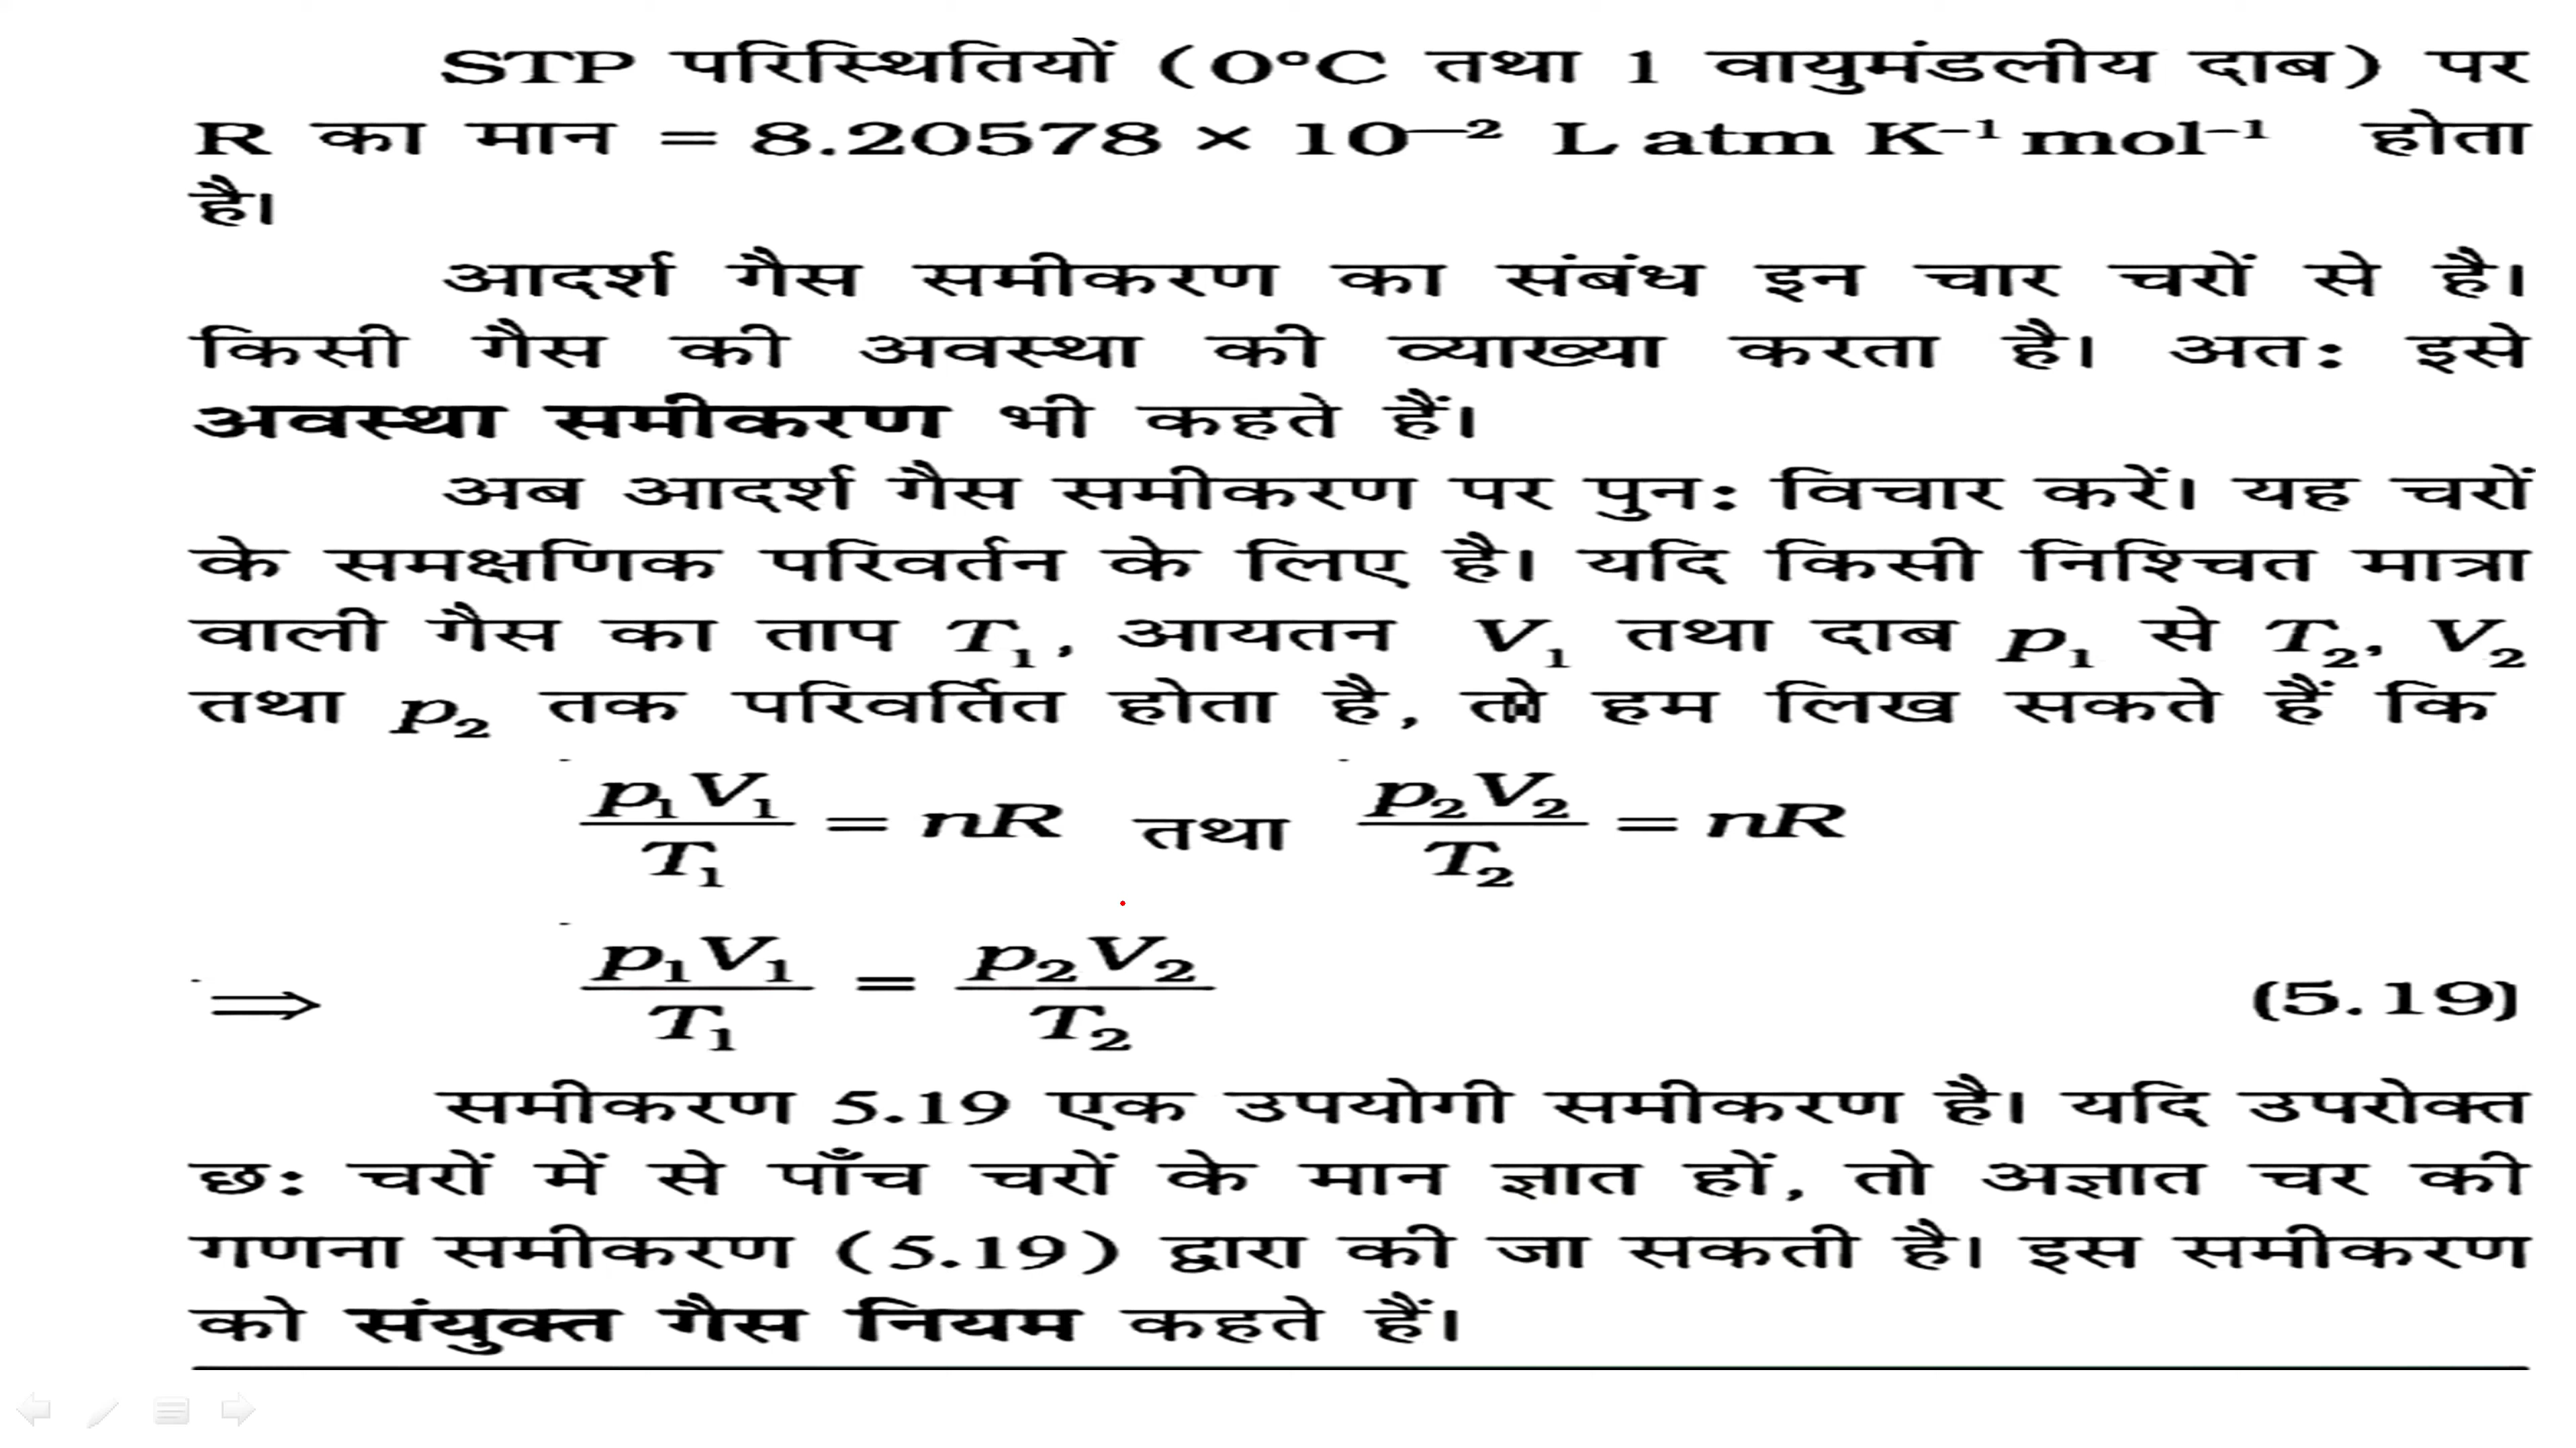 STP परिस्थितियों (0°C तथा 1 वायुमंडलीय दाब) पर
R का मान = 8.20578 × 10⁻² L atm K⁻¹ mol⁻¹ होता
है।
आदर्श गैस समीकरण का संबंध इन चार चरों से है।
किसी गैस की अवस्था की व्याख्या करता है। अतः इसे
अवस्था समीकरण भी कहते हैं।
अब आदर्श गैस समीकरण पर पुनः विचार करें। यह चरों
के समक्षणिक परिवर्तन के लिए है। यदि किसी निश्चित मात्रा
वाली गैस का ताप T₁, आयतन V₁ तथा दाब p₁ से T₂, V₂
तथा p₂ तक परिवर्तित होता है, तो हम लिख सकते हैं कि
p₁V₁/T₁ = nR तथा p₂V₂/T₂ = nR
⇒ p₁V₁/T₁ = p₂V₂/T₂ (5.19)
समीकरण 5.19 एक उपयोगी समीकरण है। यदि उपरोक्त
छः चरों में से पाँच चरों के मान ज्ञात हों, तो अज्ञात चर की
गणना समीकरण (5.19) द्वारा की जा सकती है। इस समीकरण
को संयुक्त गैस नियम कहते हैं।